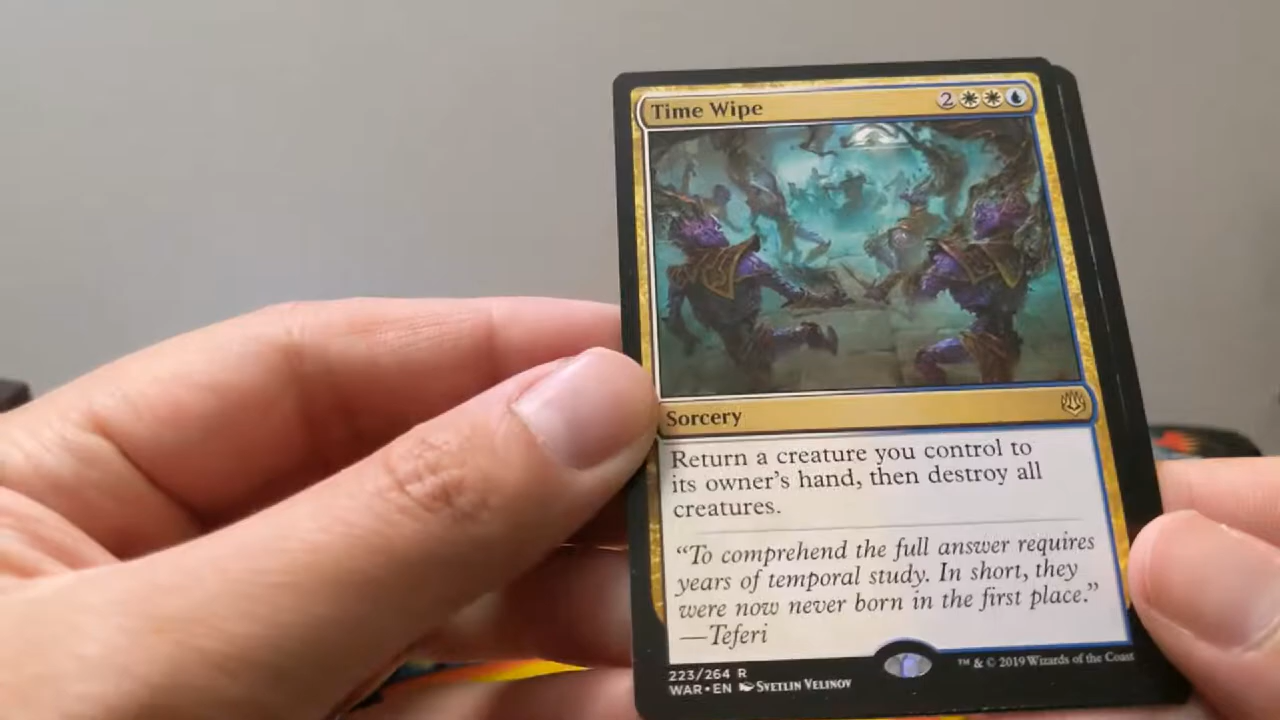 Time Wipe 2
Sorcery
Return a creature you control to
its owner's hand, then destroy all
creatures.
“To comprehend the full answer requires
years of temporal study. In short, they
were now never born in the first place.”
—Teferi
223/264 R
WAR • EN Svetlin Velinov
™ & © 2019 Wizards of the Coast